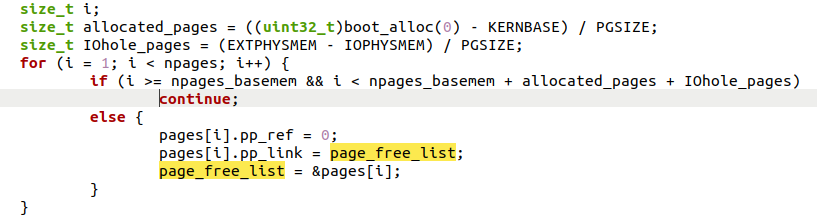 size_t i;
size_t allocated_pages = ((uint32_t)boot_alloc(0) - KERNBASE) / PGSIZE;
size_t IOhole_pages = (EXTPHYSMEM - IOPHYSMEM) / PGSIZE;
for (i = 1; i < npages; i++) {
        if (i >= npages_basemem && i < npages_basemem + allocated_pages + IOhole_pages)
                continue;
        else {
                pages[i].pp_ref = 0;
                pages[i].pp_link = page_free_list;
                page_free_list = &pages[i];
        }
}